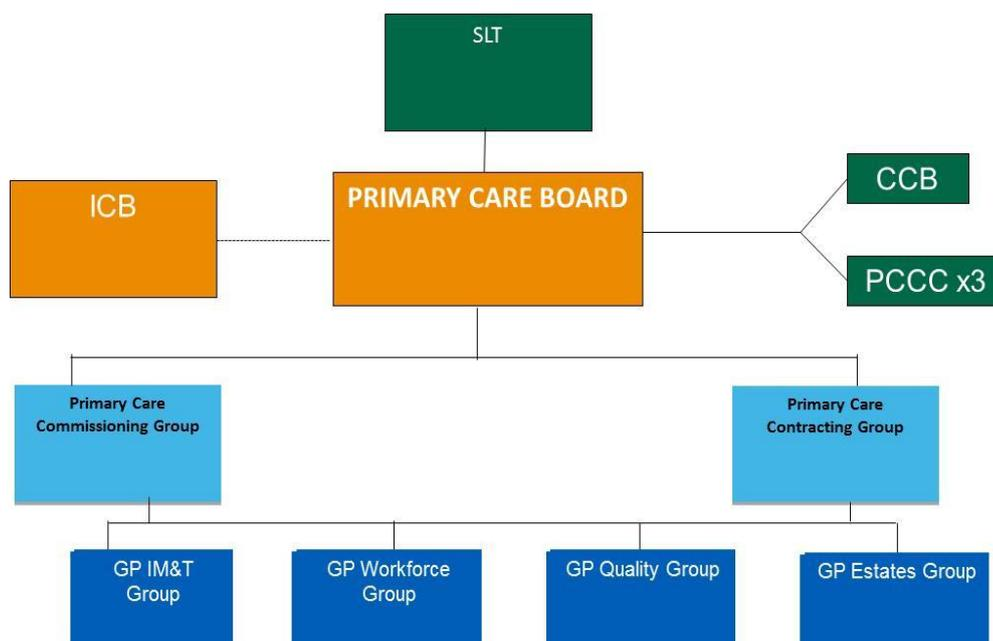 SLT
ICB
PRIMARY CARE BOARD
CCB
PCCC x3
Primary Care
Commissioning Group
Primary Care
Contracting Group
GP IM&T
Group
GP Workforce
Group
GP Quality Group
GP Estates Group